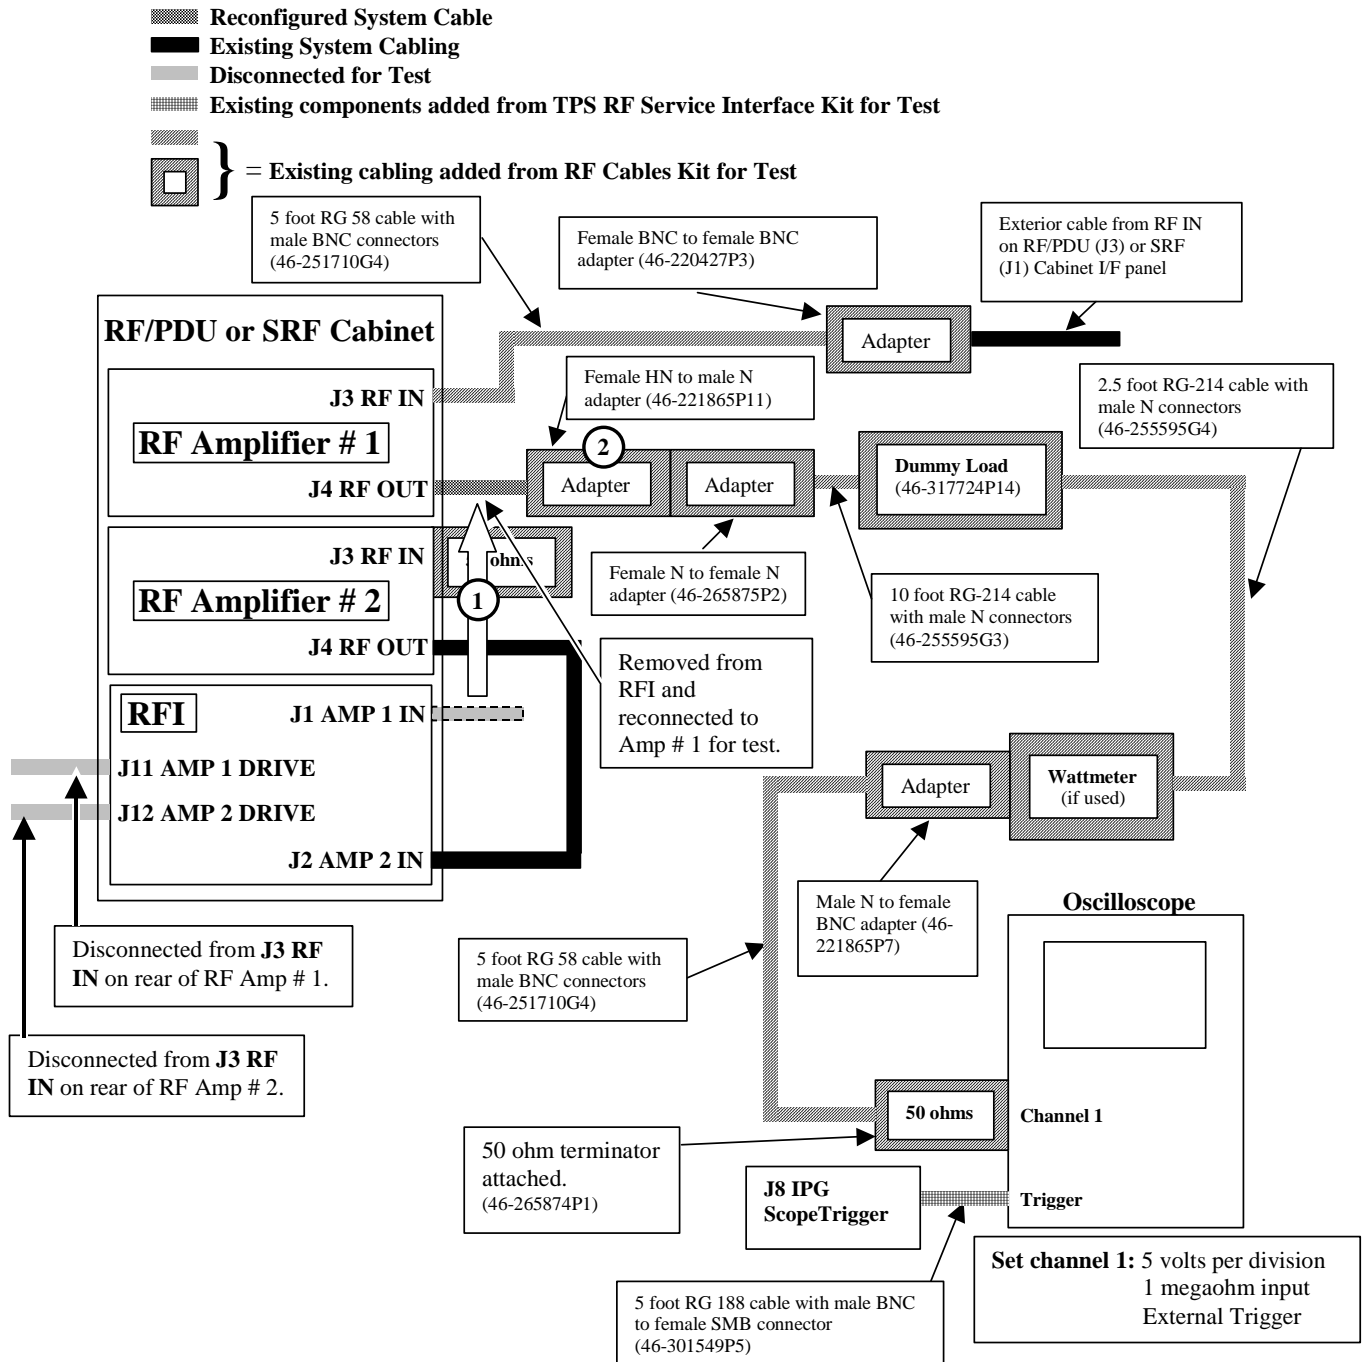 Reconfigured System Cable
Existing System Cabling
Disconnected for Test
Existing components added from TPS RF Service Interface Kit for Test
} = Existing cabling added from RF Cables Kit for Test
5 foot RG 58 cable with
male BNC connectors
(46-251710G4)
Female BNC to female BNC
adapter (46-220427P3)
Exterior cable from RF IN
on RF/PDU (J3) or SRF
(J1) Cabinet I/F panel
RF/PDU or SRF Cabinet
Adapter
J3 RF IN
RF Amplifier # 1
J4 RF OUT
Female HN to male N
adapter (46-221865P11)
2.5 foot RG-214 cable with
male N connectors
(46-255595G4)
2
Adapter
Adapter
Dummy Load
(46-317724P14)
J3 RF IN
RF Amplifier # 2
J4 RF OUT
ohms
1
Female N to female N
adapter (46-265875P2)
10 foot RG-214 cable
with male N connectors
(46-255595G3)
Removed from
RFI and
reconnected to
Amp # 1 for test.
RFI
J1 AMP 1 IN
J11 AMP 1 DRIVE
J12 AMP 2 DRIVE
J2 AMP 2 IN
Adapter
Wattmeter
(if used)
Male N to female
BNC adapter (46-
221865P7)
Oscilloscope
Disconnected from J3 RF
IN on rear of RF Amp # 1.
5 foot RG 58 cable with
male BNC connectors
(46-251710G4)
Disconnected from J3 RF
IN on rear of RF Amp # 2.
50 ohms
Channel 1
50 ohm terminator
attached.
(46-265874P1)
J8 IPG
ScopeTrigger
Trigger
Set channel 1: 5 volts per division
1 megaohm input
External Trigger
5 foot RG 188 cable with male BNC
to female SMB connector
(46-301549P5)